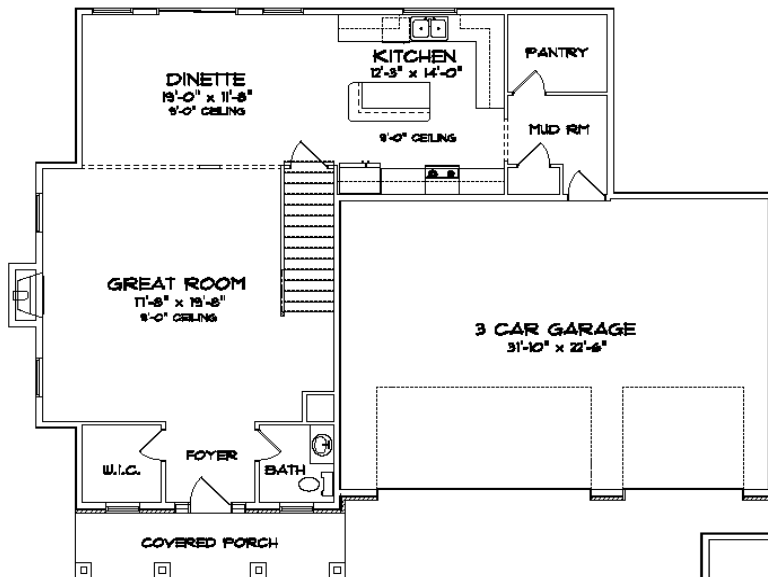 KITCHEN
12'-3" x 14'-0"
PANTRY
DINETTE
19'-0" x 11'-8"
9'-0" CEILING
MUD RM
9'-0" CEILING
GREAT ROOM
17'-8" x 19'-8"
9'-0" CEILING
3 CAR GARAGE
31'-10" x 22'-6"
W.I.C.
FOYER
BATH
COVERED PORCH